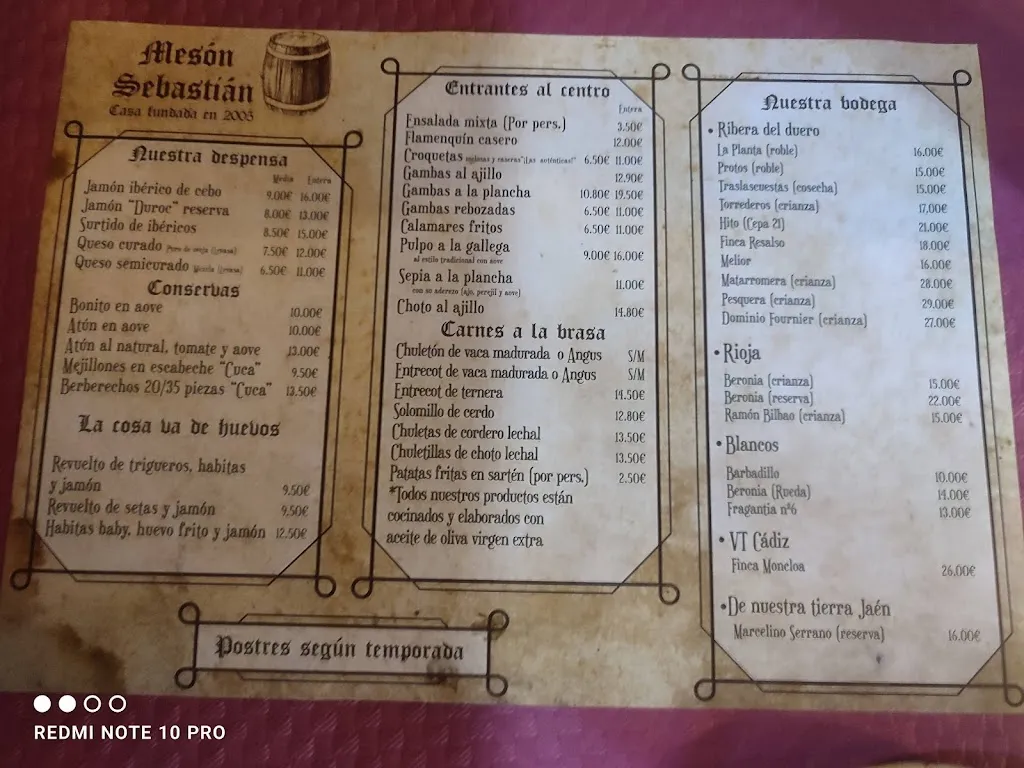 Mesón
Sebastián
Casa fundada en 2005
Nuestra despensa
Media Entera
Jamón ibérico de cebo 9.00€ 16.00€
Jamón "Duroc" reserva 8.00€ 13.00€
Surtido de ibéricos 8.50€ 15.00€
Queso curado 7.50€ 12.00€
Queso semicurado 6.50€ 11.00€
Conservas
Bonito en aove 10.00€
Atún en aove 10.00€
Atún al natural, tomate y aove 13.00€
Mejillones en escabeche "Cuca" 9.50€
Berberechos 20/35 piezas "Cuca" 13.50€
La cosa va de huevos
Revuelto de trigueros, habitas
y jamón 9.50€
Revuelto de setas y jamón 9.50€
Habitas baby, huevo frito y jamón 12.50€
Entrantes al centro
Entera
Ensalada mixta (Por pers.) 3.50€
Flamenquín casero 12.00€
Croquetas 6.50€ 11.00€
Gambas al ajillo 12.90€
Gambas a la plancha 10.80€ 19.50€
Gambas rebozadas 6.50€ 11.00€
Calamares fritos 6.50€ 11.00€
Pulpo a la gallega 9.00€ 16.00€
al estilo tradicional con aove
Sepia a la plancha 11.00€
con su aderezo (ajo, perejil y aove)
Choto al ajillo 14.80€
Carnes a la brasa
Chuletón de vaca madurada o Angus S/M
Entrecot de vaca madurada o Angus S/M
Entrecot de ternera 14.50€
Solomillo de cerdo 12.80€
Chuletas de cordero lechal 13.50€
Chuletillas de choto lechal 13.50€
Patatas fritas en sartén (por pers.) 2.50€
*Todos nuestros productos están
cocinados y elaborados con
aceite de oliva virgen extra
Nuestra bodega
• Ribera del duero
La Planta (roble) 16.00€
Protos (roble) 15.00€
Traslascuestas (cosecha) 15.00€
Torrederos (crianza) 17,00€
Hito (Cepa 21) 21.00€
Finca Resalso 18.00€
Melior 16.00€
Matarromera (crianza) 28.00€
Pesquera (crianza) 29.00€
Dominio Fournier (crianza) 27.00€
• Rioja
Beronia (crianza) 15.00€
Beronia (reserva) 22.00€
Ramón Bilbao (crianza) 15.00€
• Blancos
Barbadillo 10.00€
Beronia (Rueda) 14.00€
Fragantia nº6 13.00€
• VT Cádiz
Finca Moncloa 26.00€
•De nuestra tierra Jaén
Marcelino Serrano (reserva) 16.00€
Postres según temporada
REDMI NOTE 10 PRO